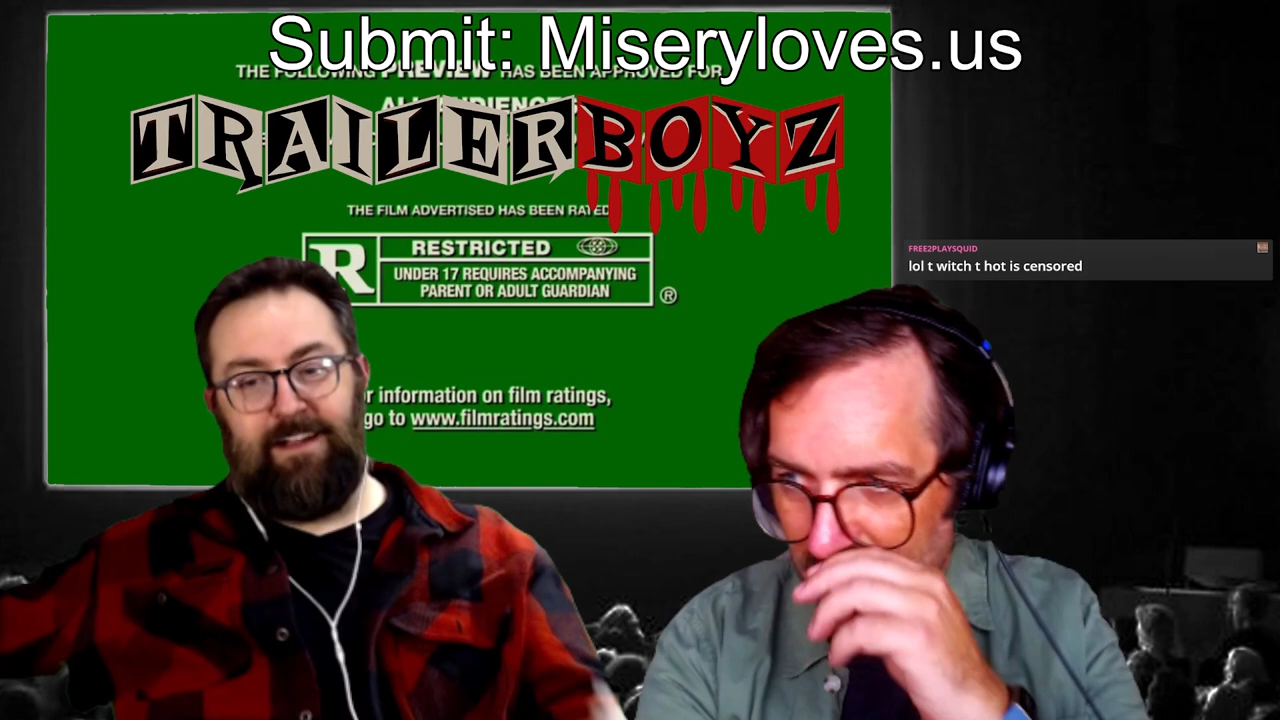 Submit: Miseryloves.us
THE FOLLOWING PREVIEW HAS BEEN APPROVED FOR
ALL AUDIENCES
TRAILERBOYZ
THE FILM ADVERTISED HAS BEEN RATED
R RESTRICTED
UNDER 17 REQUIRES ACCOMPANYING
PARENT OR ADULT GUARDIAN
®
FREE2PLAYSQUID
lol t witch t hot is censored
r information on film ratings,
go to www.filmratings.com